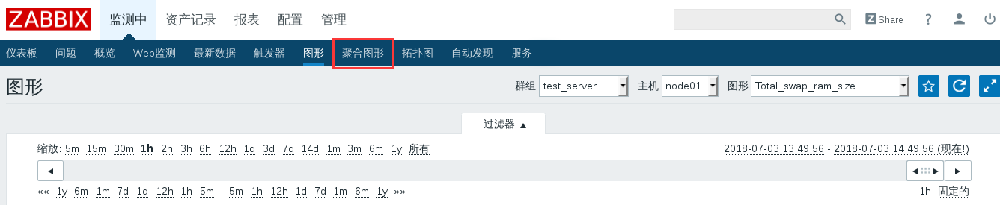 ZABBIX 监测中 资产记录 报表 配置 管理 Z Share ?
仪表板 问题 概览 Web监测 最新数据 触发器 图形 聚合图形 拓扑图 自动发现 服务
图形 群组 test_server 主机 node01 图形 Total_swap_ram_size
过滤器 ▲
缩放: 5m 15m 30m 1h 2h 3h 6h 12h 1d 3d 7d 14d 1m 3m 6m 1y 所有 2018-07-03 13:49:56 - 2018-07-03 14:49:56 (现在!)
«« 1y 6m 1m 7d 1d 12h 1h 5m | 5m 1h 12h 1d 7d 1m 6m 1y »» 1h 固定的